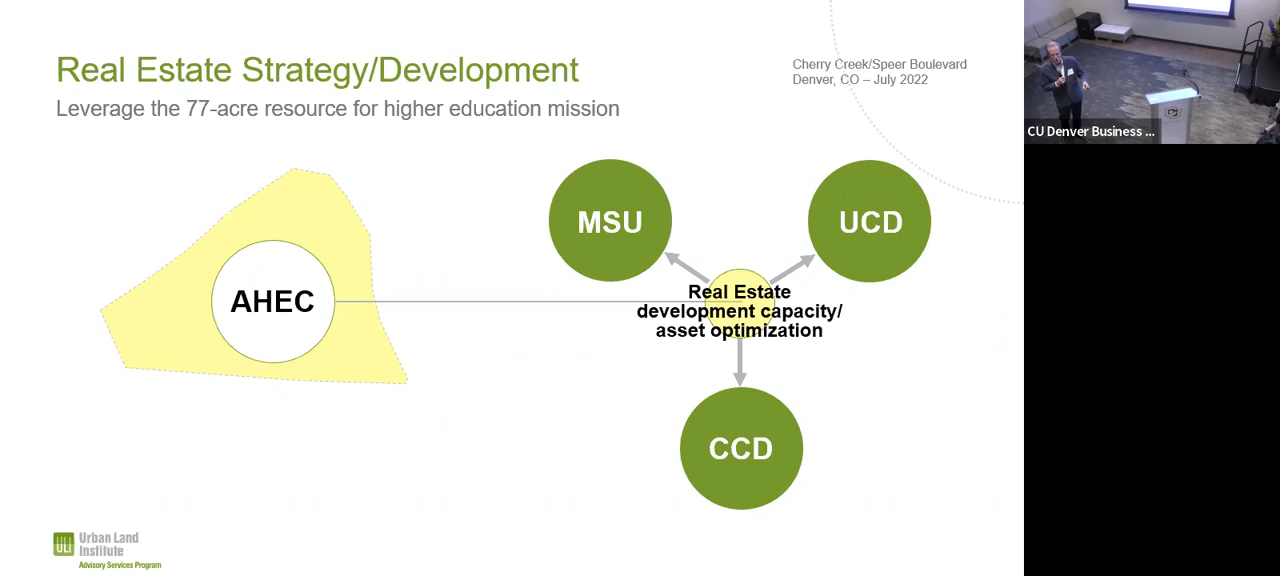 Real Estate Strategy/Development
Leverage the 77-acre resource for higher education mission
Cherry Creek/Speer Boulevard
Denver, CO – July 2022
CU Denver Business ...
MSU
UCD
AHEC
Real Estate
development capacity/
asset optimization
CCD
ULI
Urban Land
Institute
Advisory Services Program